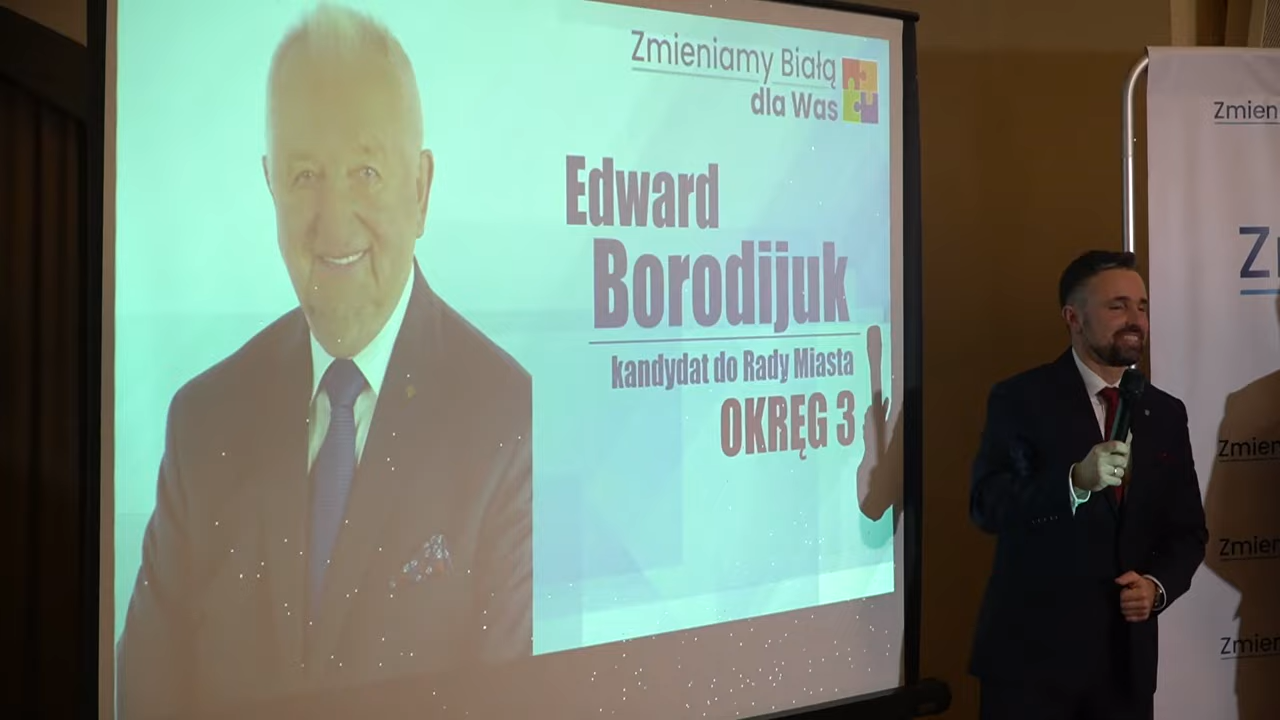 Zmieniamy Białą
dla Was
Edward
Borodijuk
kandydat do Rady Miasta
OKRĘG 3
Zmien
Zmien
Zmien
Zmien